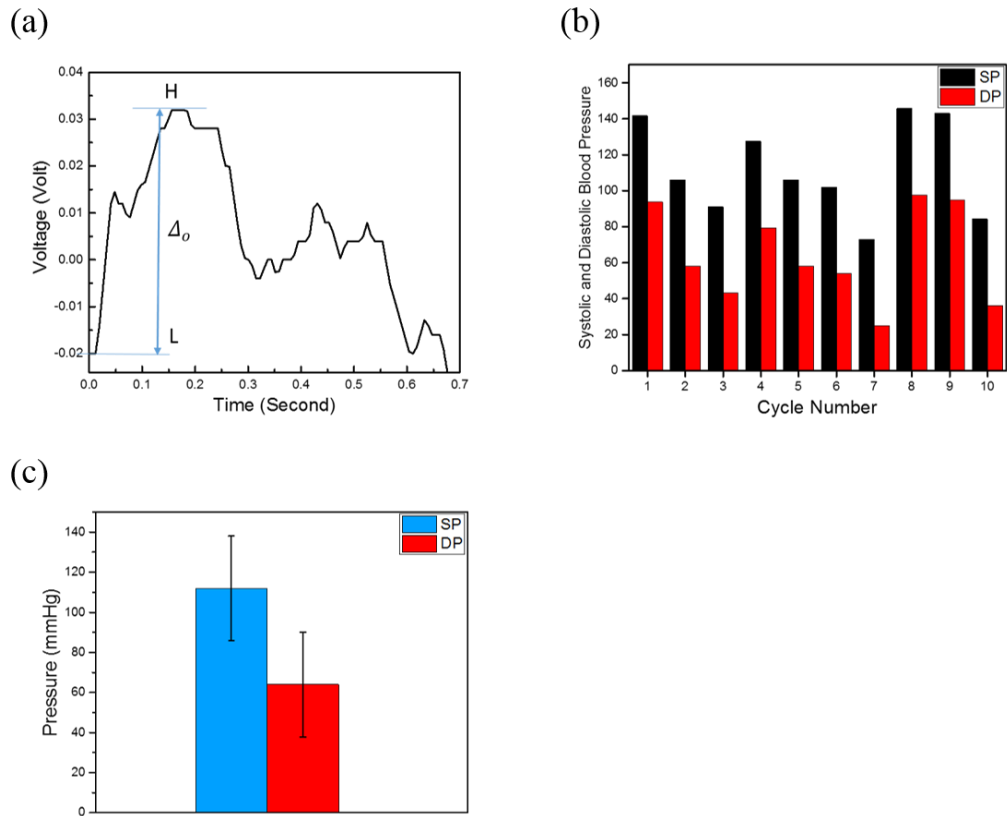 (a)
0.04
0.03
0.02
0.01
0.00
-0.01
-0.02
H
Δo
L
Voltage (Volt)
0.0 0.1 0.2 0.3 0.4 0.5 0.6 0.7
Time (Second)
(b)
160
140
120
100
80
60
40
20
0
Systolic and Diastolic Blood Pressure
SP
DP
1 2 3 4 5 6 7 8 9 10
Cycle Number
(c)
140
120
100
80
60
40
20
0
Pressure (mmHg)
SP
DP